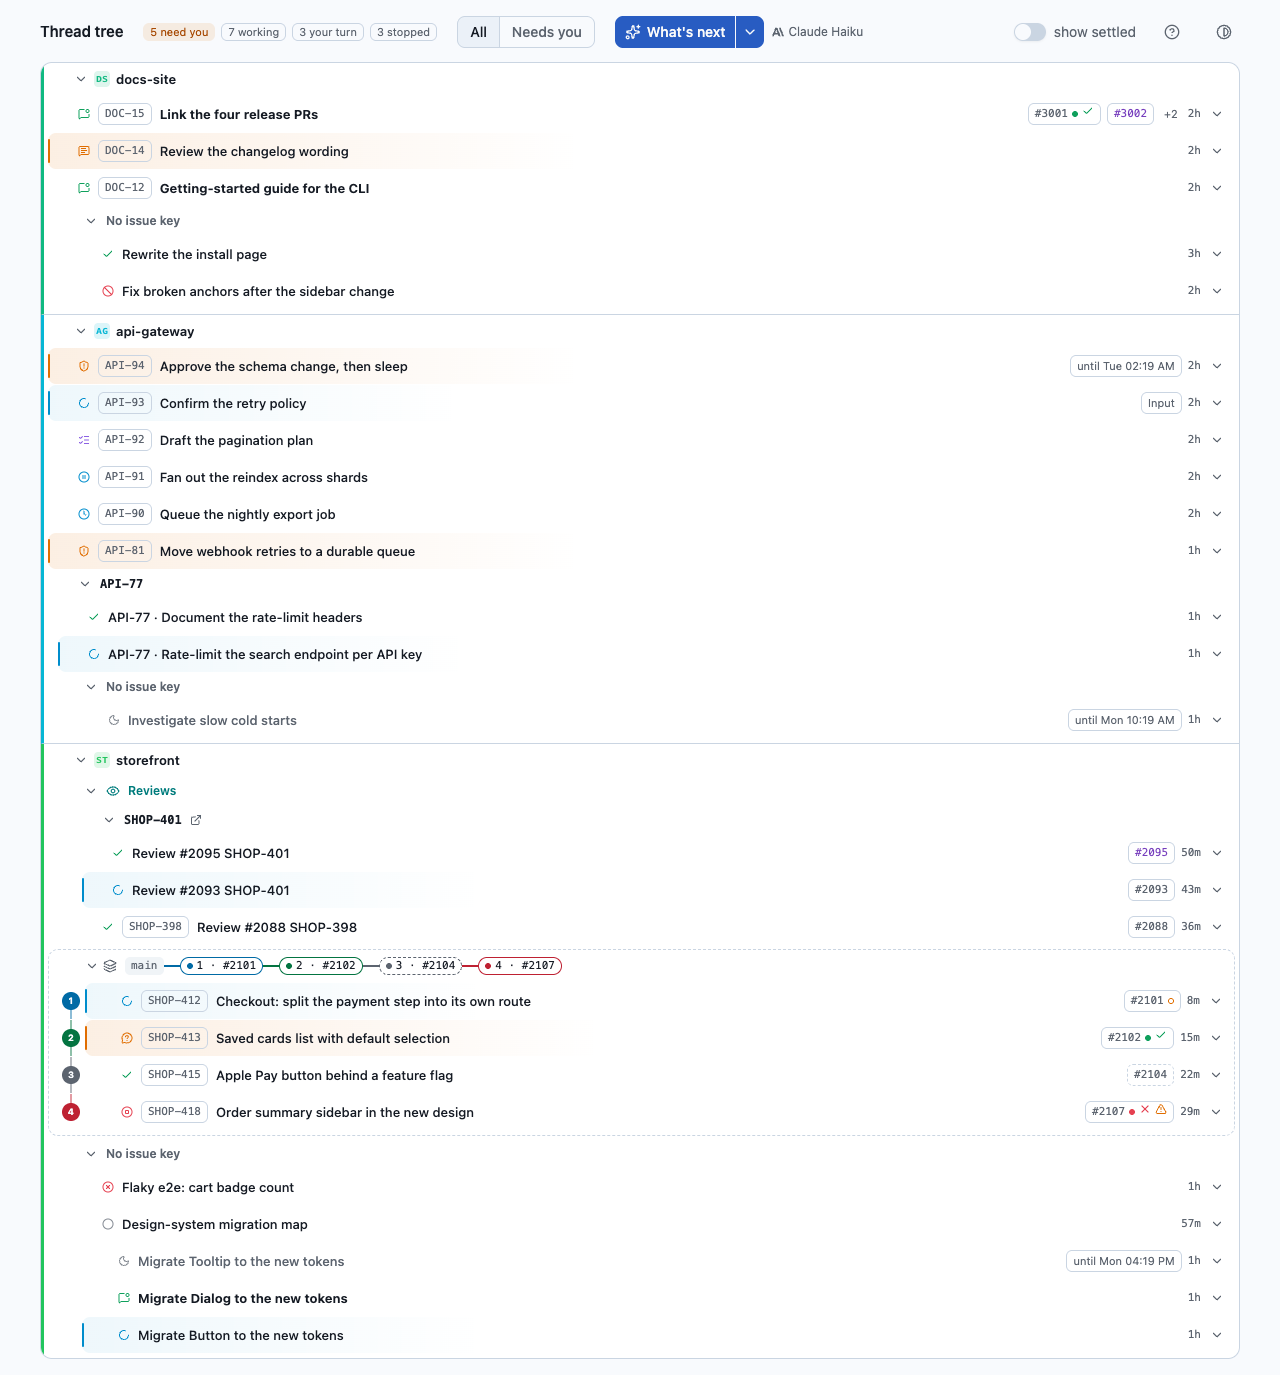 Thread tree 5 need you 7 working 3 your turn 3 stopped All Needs you What's next Claude Haiku show settled
DS docs-site
DOC-15 Link the four release PRs #3001 #3002 +2 2h
DOC-14 Review the changelog wording 2h
DOC-12 Getting-started guide for the CLI 2h
No issue key
Rewrite the install page 3h
Fix broken anchors after the sidebar change 2h
AG api-gateway
API-94 Approve the schema change, then sleep until Tue 02:19 AM 2h
API-93 Confirm the retry policy Input 2h
API-92 Draft the pagination plan 2h
API-91 Fan out the reindex across shards 2h
API-90 Queue the nightly export job 2h
API-81 Move webhook retries to a durable queue 1h
API-77
API-77 · Document the rate-limit headers 1h
API-77 · Rate-limit the search endpoint per API key 1h
No issue key
Investigate slow cold starts until Mon 10:19 AM 1h
ST storefront
Reviews
SHOP-401
Review #2095 SHOP-401 #2095 50m
Review #2093 SHOP-401 #2093 43m
SHOP-398 Review #2088 SHOP-398 #2088 36m
main 1 · #2101 2 · #2102 3 · #2104 4 · #2107
1 SHOP-412 Checkout: split the payment step into its own route #2101 8m
2 SHOP-413 Saved cards list with default selection #2102 15m
3 SHOP-415 Apple Pay button behind a feature flag #2104 22m
4 SHOP-418 Order summary sidebar in the new design #2107 29m
No issue key
Flaky e2e: cart badge count 1h
Design-system migration map 57m
Migrate Tooltip to the new tokens until Mon 04:19 PM 1h
Migrate Dialog to the new tokens 1h
Migrate Button to the new tokens 1h